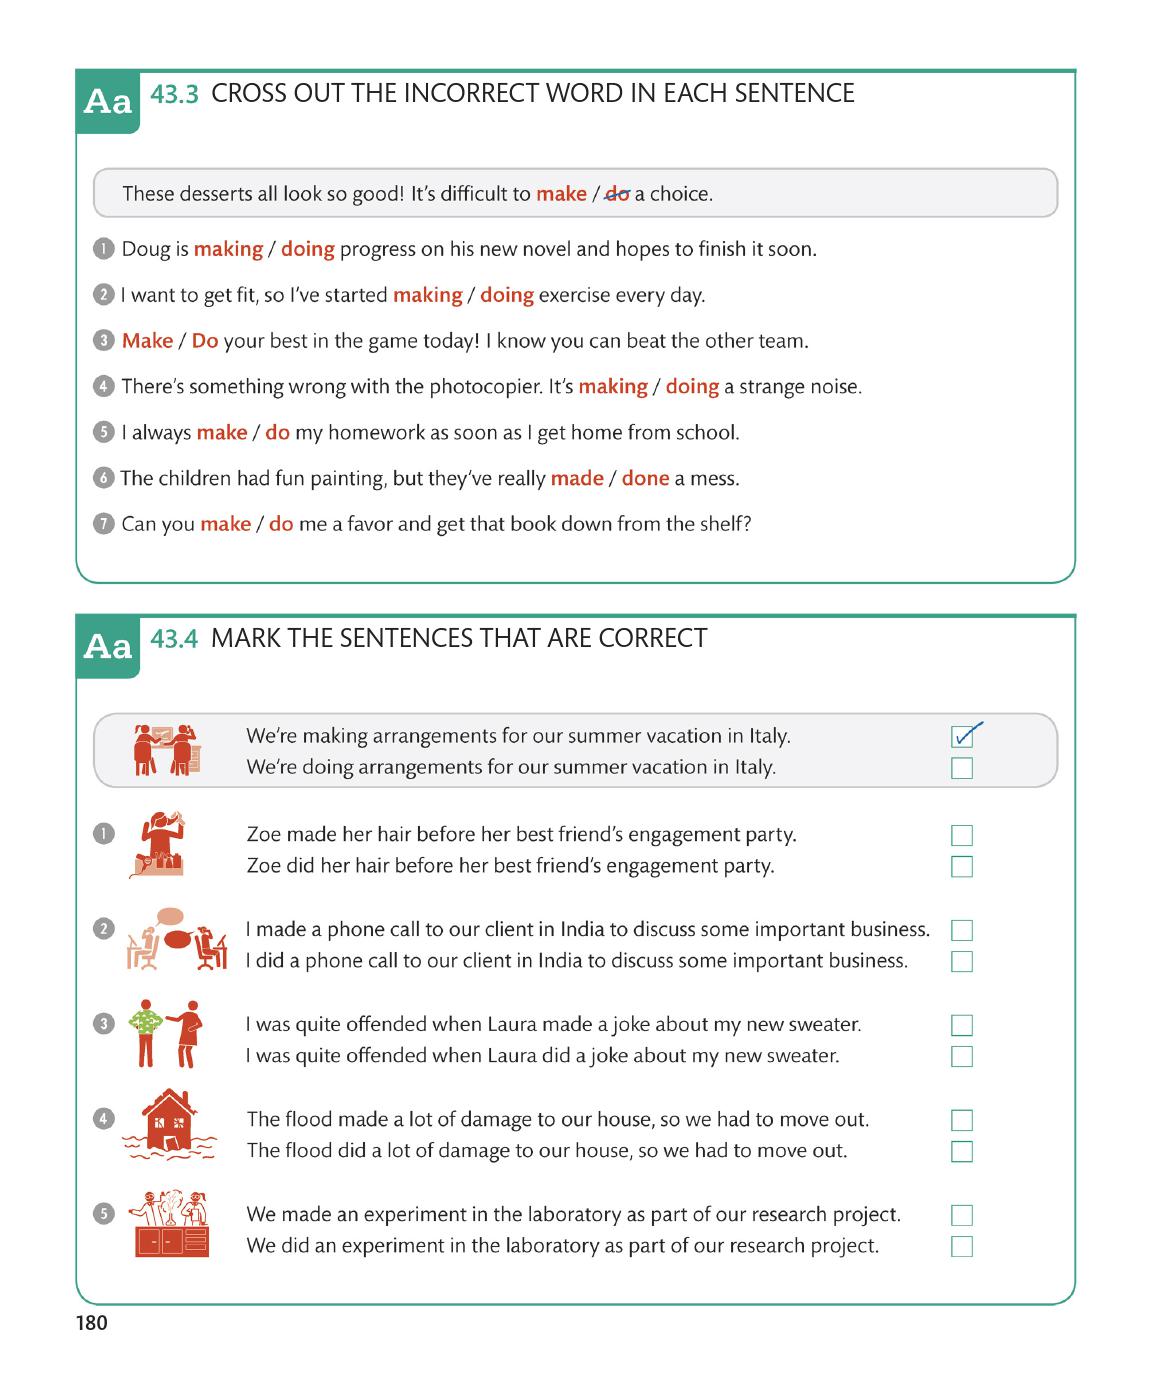 Aa 43.3 CROSS OUT THE INCORRECT WORD IN EACH SENTENCE
These desserts all look so good! It’s difficult to make / do a choice.
1 Doug is making / doing progress on his new novel and hopes to finish it soon.
2 I want to get fit, so I’ve started making / doing exercise every day.
3 Make / Do your best in the game today! I know you can beat the other team.
4 There’s something wrong with the photocopier. It’s making / doing a strange noise.
5 I always make / do my homework as soon as I get home from school.
6 The children had fun painting, but they’ve really made / done a mess.
7 Can you make / do me a favor and get that book down from the shelf?
Aa 43.4 MARK THE SENTENCES THAT ARE CORRECT
We’re making arrangements for our summer vacation in Italy.
We’re doing arrangements for our summer vacation in Italy.
1 Zoe made her hair before her best friend’s engagement party.
Zoe did her hair before her best friend’s engagement party.
2 I made a phone call to our client in India to discuss some important business.
I did a phone call to our client in India to discuss some important business.
3 I was quite offended when Laura made a joke about my new sweater.
I was quite offended when Laura did a joke about my new sweater.
4 The flood made a lot of damage to our house, so we had to move out.
The flood did a lot of damage to our house, so we had to move out.
5 We made an experiment in the laboratory as part of our research project.
We did an experiment in the laboratory as part of our research project.
180